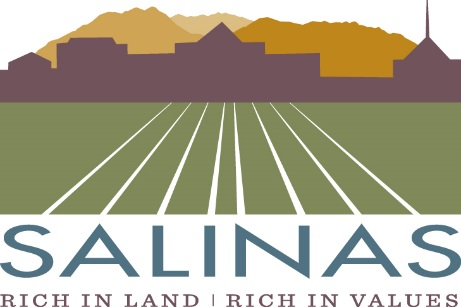 SALINAS
RICH IN LAND | RICH IN VALUES